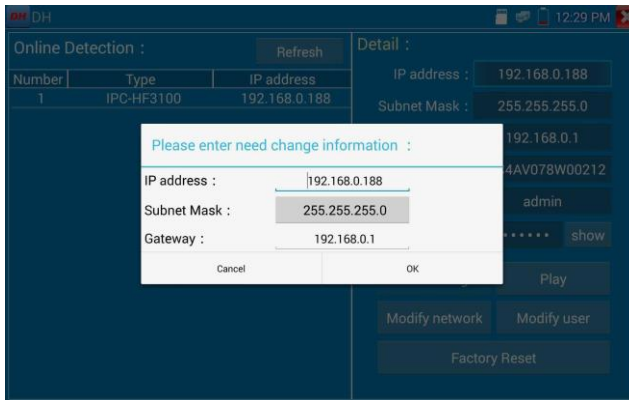 DH DH 12:29 PM
Online Detection : Refresh
Number Type IP address
1 IPC-HF3100 192.168.0.188
Detail :
IP address : 192.168.0.188
Subnet Mask : 255.255.255.0
192.168.0.1
4AV078W00212
admin
•••••• show
Play
Modify network Modify user
Factory Reset
Please enter need change information :
IP address : 192.168.0.188
Subnet Mask : 255.255.255.0
Gateway : 192.168.0.1
Cancel OK